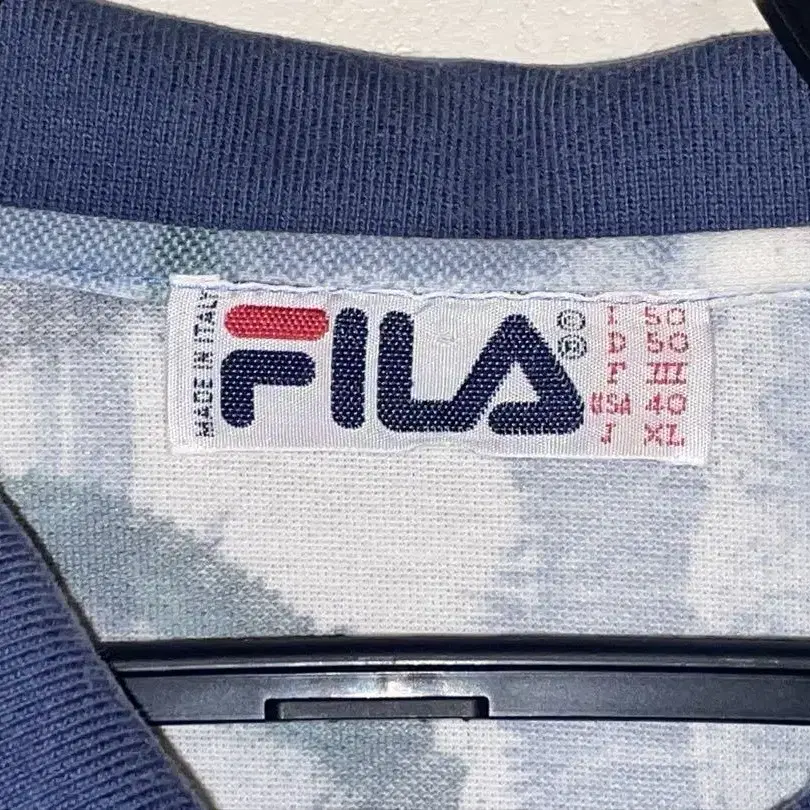 MADE IN ITALY
FILA
© ®
I 50
D 50
F III
USA 40
J XL